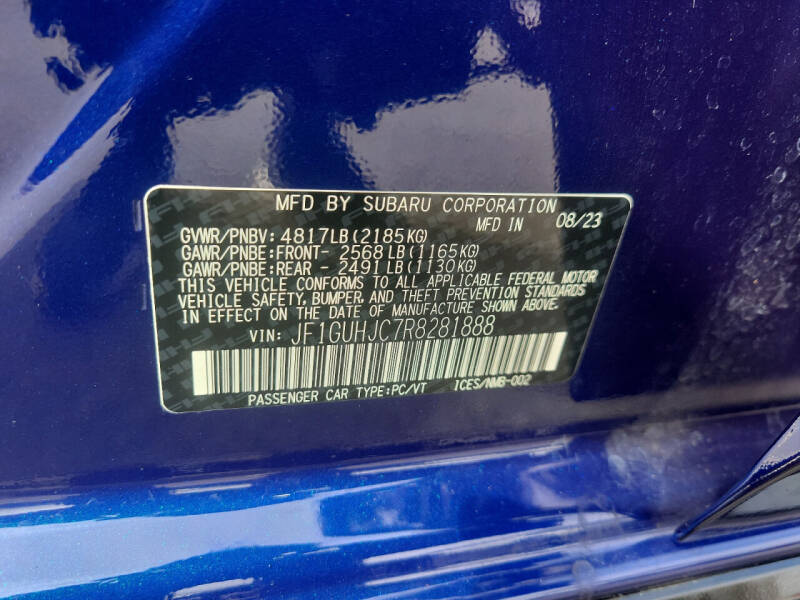 MFD BY SUBARU CORPORATION
MFD IN 08/23
GVWR/PNBV: 4817LB(2185KG)
GAWR/PNBE:FRONT- 2568LB(1165KG)
GAWR/PNBE:REAR - 2491LB(1130KG)
THIS VEHICLE CONFORMS TO ALL APPLICABLE FEDERAL MOTOR
VEHICLE SAFETY, BUMPER, AND THEFT PREVENTION STANDARDS
IN EFFECT ON THE DATE OF MANUFACTURE SHOWN ABOVE.
VIN: JF1GUHJC7R8281888
PASSENGER CAR TYPE:PC/VT ICES/NMB-002